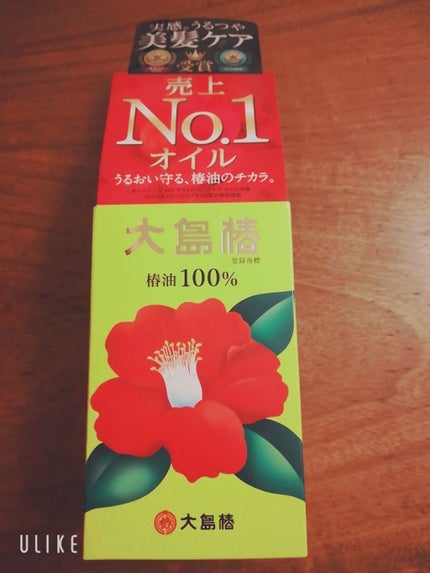 実感。うるつや
美髪ケア
受賞
売上
No.1
オイル
うるおい守る、椿油のチカラ。
大島椿
登録商標
椿油100%
大島椿
ULIKE